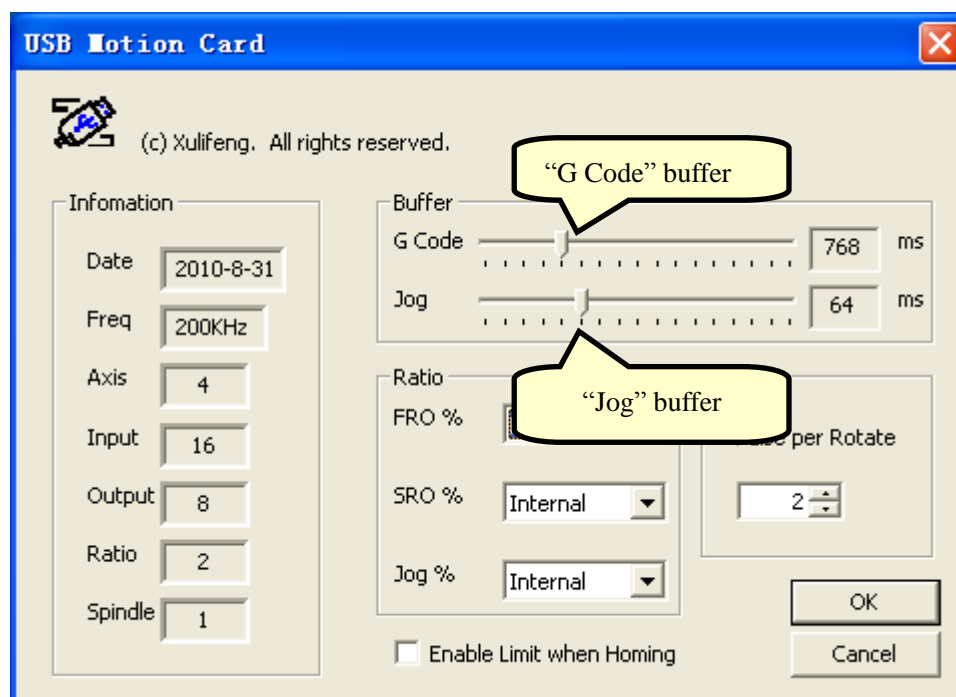 USB Motion Card
(c) Xulifeng. All rights reserved.
Infomation
Date 2010-8-31
Freq 200KHz
Axis 4
Input 16
Output 8
Ratio 2
Spindle 1
“G Code” buffer
Buffer
G Code 768 ms
Jog 64 ms
“Jog” buffer
Ratio
FRO %
SRO % Internal
Jog % Internal
per Rotate
2
Enable Limit when Homing
OK
Cancel